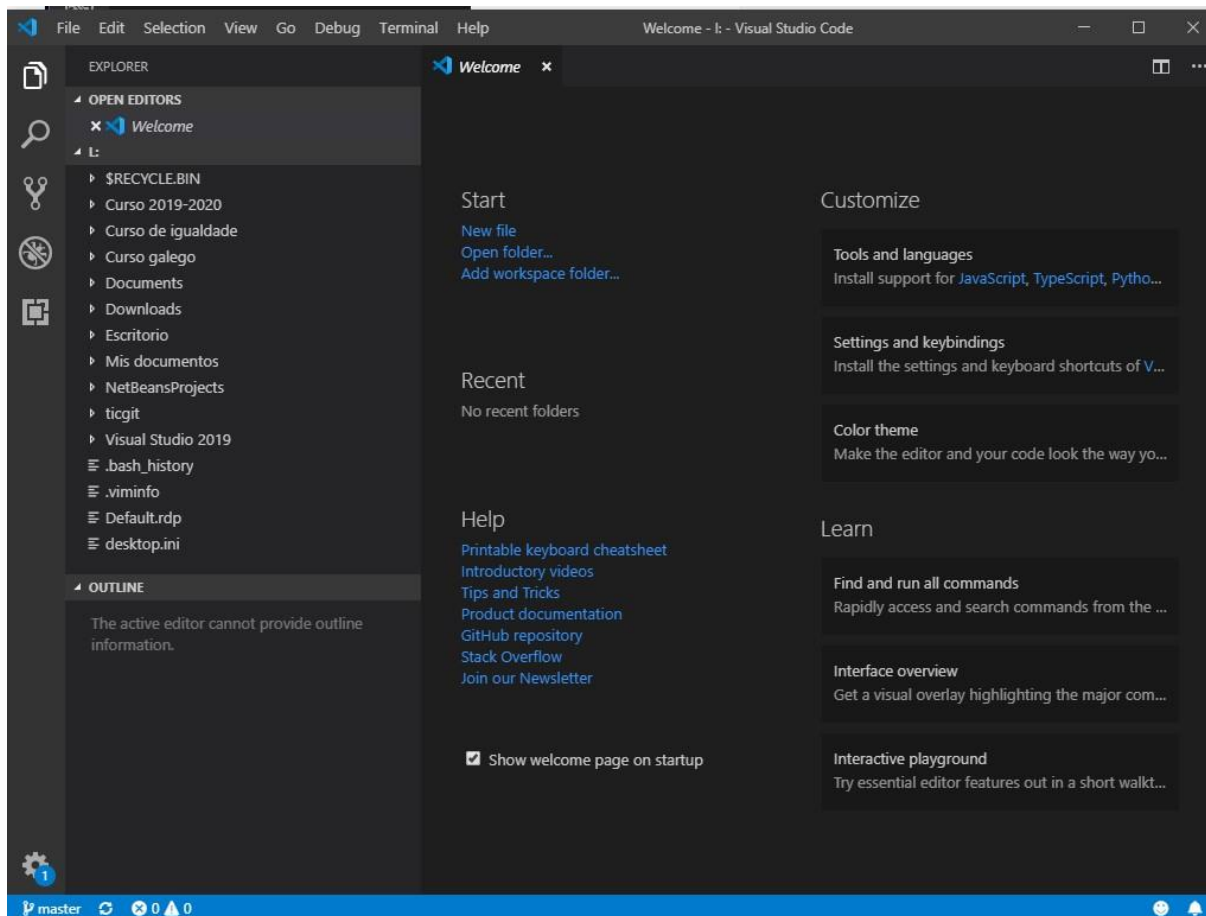 File Edit Selection View Go Debug Terminal Help Welcome - I: - Visual Studio Code
EXPLORER
OPEN EDITORS
Welcome
I:
$RECYCLE.BIN
Curso 2019-2020
Curso de igualdade
Curso galego
Documents
Downloads
Escritorio
Mis documentos
NetBeansProjects
ticgit
Visual Studio 2019
.bash_history
.viminfo
Default.rdp
desktop.ini
OUTLINE
The active editor cannot provide outline
information.
Welcome
Start
New file
Open folder...
Add workspace folder...
Recent
No recent folders
Help
Printable keyboard cheatsheet
Introductory videos
Tips and Tricks
Product documentation
GitHub repository
Stack Overflow
Join our Newsletter
Show welcome page on startup
Customize
Tools and languages
Install support for JavaScript, TypeScript, Pytho...
Settings and keybindings
Install the settings and keyboard shortcuts of V...
Color theme
Make the editor and your code look the way yo...
Learn
Find and run all commands
Rapidly access and search commands from the ...
Interface overview
Get a visual overlay highlighting the major com...
Interactive playground
Try essential editor features out in a short walkt...
1
master 0 0